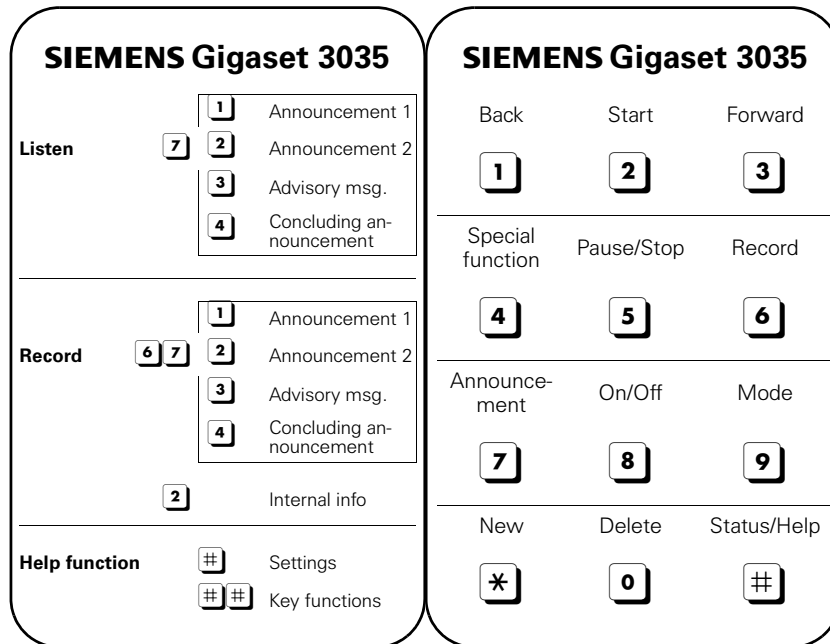 SIEMENS Gigaset 3035
1 Announcement 1
Listen 7 2 Announcement 2
3 Advisory msg.
4 Concluding an-
nouncement
1 Announcement 1
Record 6 7 2 Announcement 2
3 Advisory msg.
4 Concluding an-
nouncement
2 Internal info
Help function # Settings
# # Key functions
SIEMENS Gigaset 3035
Back Start Forward
1 2 3
Special
function Pause/Stop Record
4 5 6
Announce-
ment On/Off Mode
7 8 9
New Delete Status/Help
* 0 #